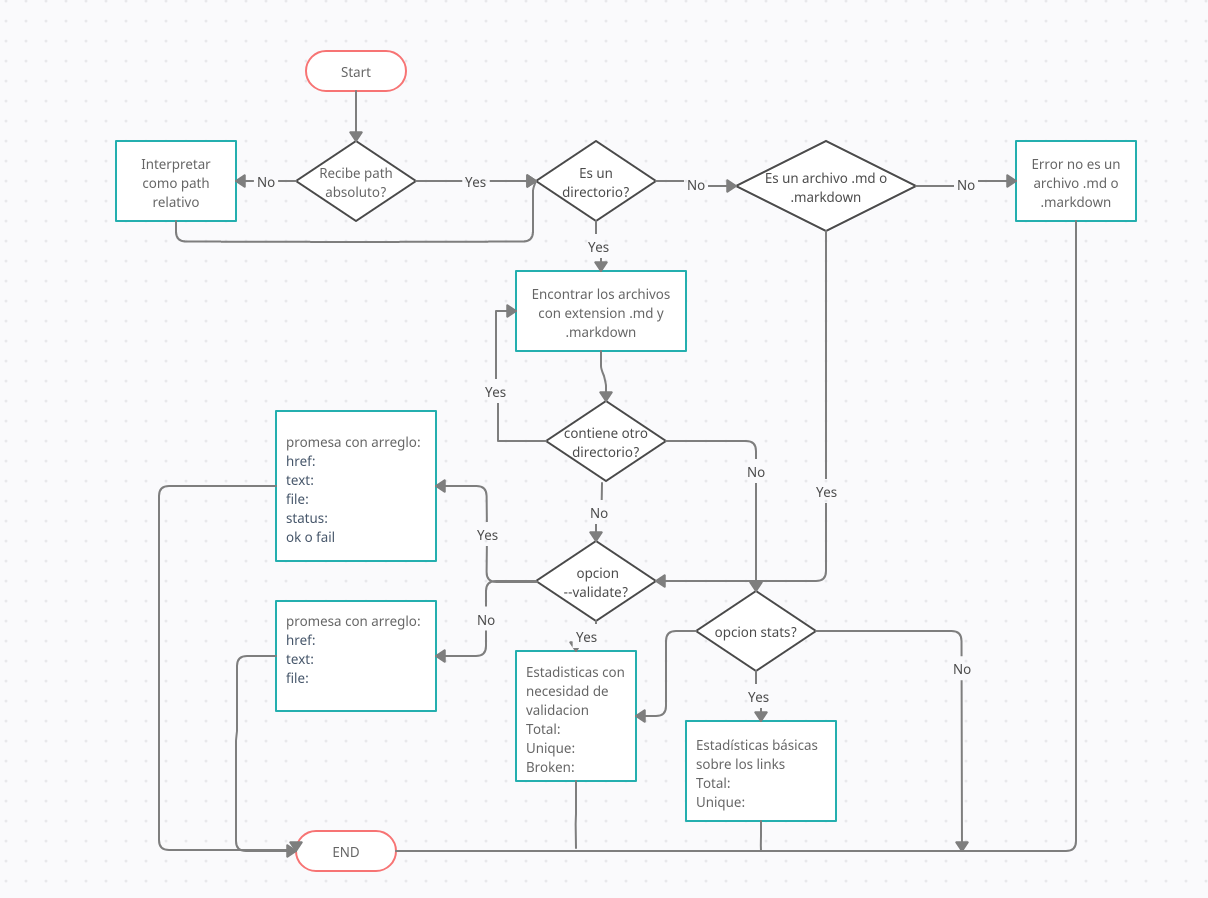 Start
Interpretar
como path
relativo
No
Recibe path
absoluto?
Yes
Es un
directorio?
No
Es un archivo .md o
.markdown
No
Error no es un
archivo .md o
.markdown
Yes
Encontrar los archivos
con extension .md y
.markdown
Yes
contiene otro
directorio?
No
Yes
No
promesa con arreglo:
href:
text:
file:
status:
ok o fail
Yes
opcion
--validate?
No
promesa con arreglo:
href:
text:
file:
Yes
opcion stats?
No
Estadisticas con
necesidad de
validacion
Total:
Unique:
Broken:
Yes
Estadísticas básicas
sobre los links
Total:
Unique:
END